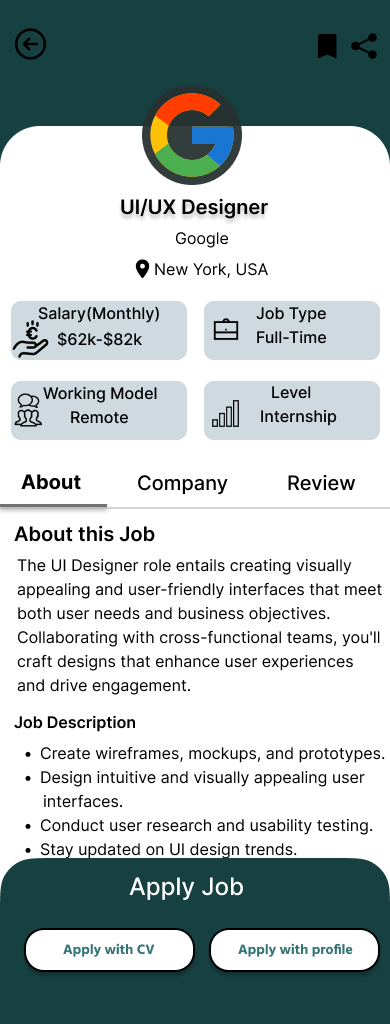 UI/UX Designer
Google
New York, USA
Salary(Monthly)
$62k-$82k
Job Type
Full-Time
Working Model
Remote
Level
Internship
About
Company
Review
About this Job
The UI Designer role entails creating visually
appealing and user-friendly interfaces that meet
both user needs and business objectives.
Collaborating with cross-functional teams, you'll
craft designs that enhance user experiences
and drive engagement.
Job Description
• Create wireframes, mockups, and prototypes.
• Design intuitive and visually appealing user
interfaces.
• Conduct user research and usability testing.
• Stay updated on UI design trends.
Apply Job
Apply with CV
Apply with profile